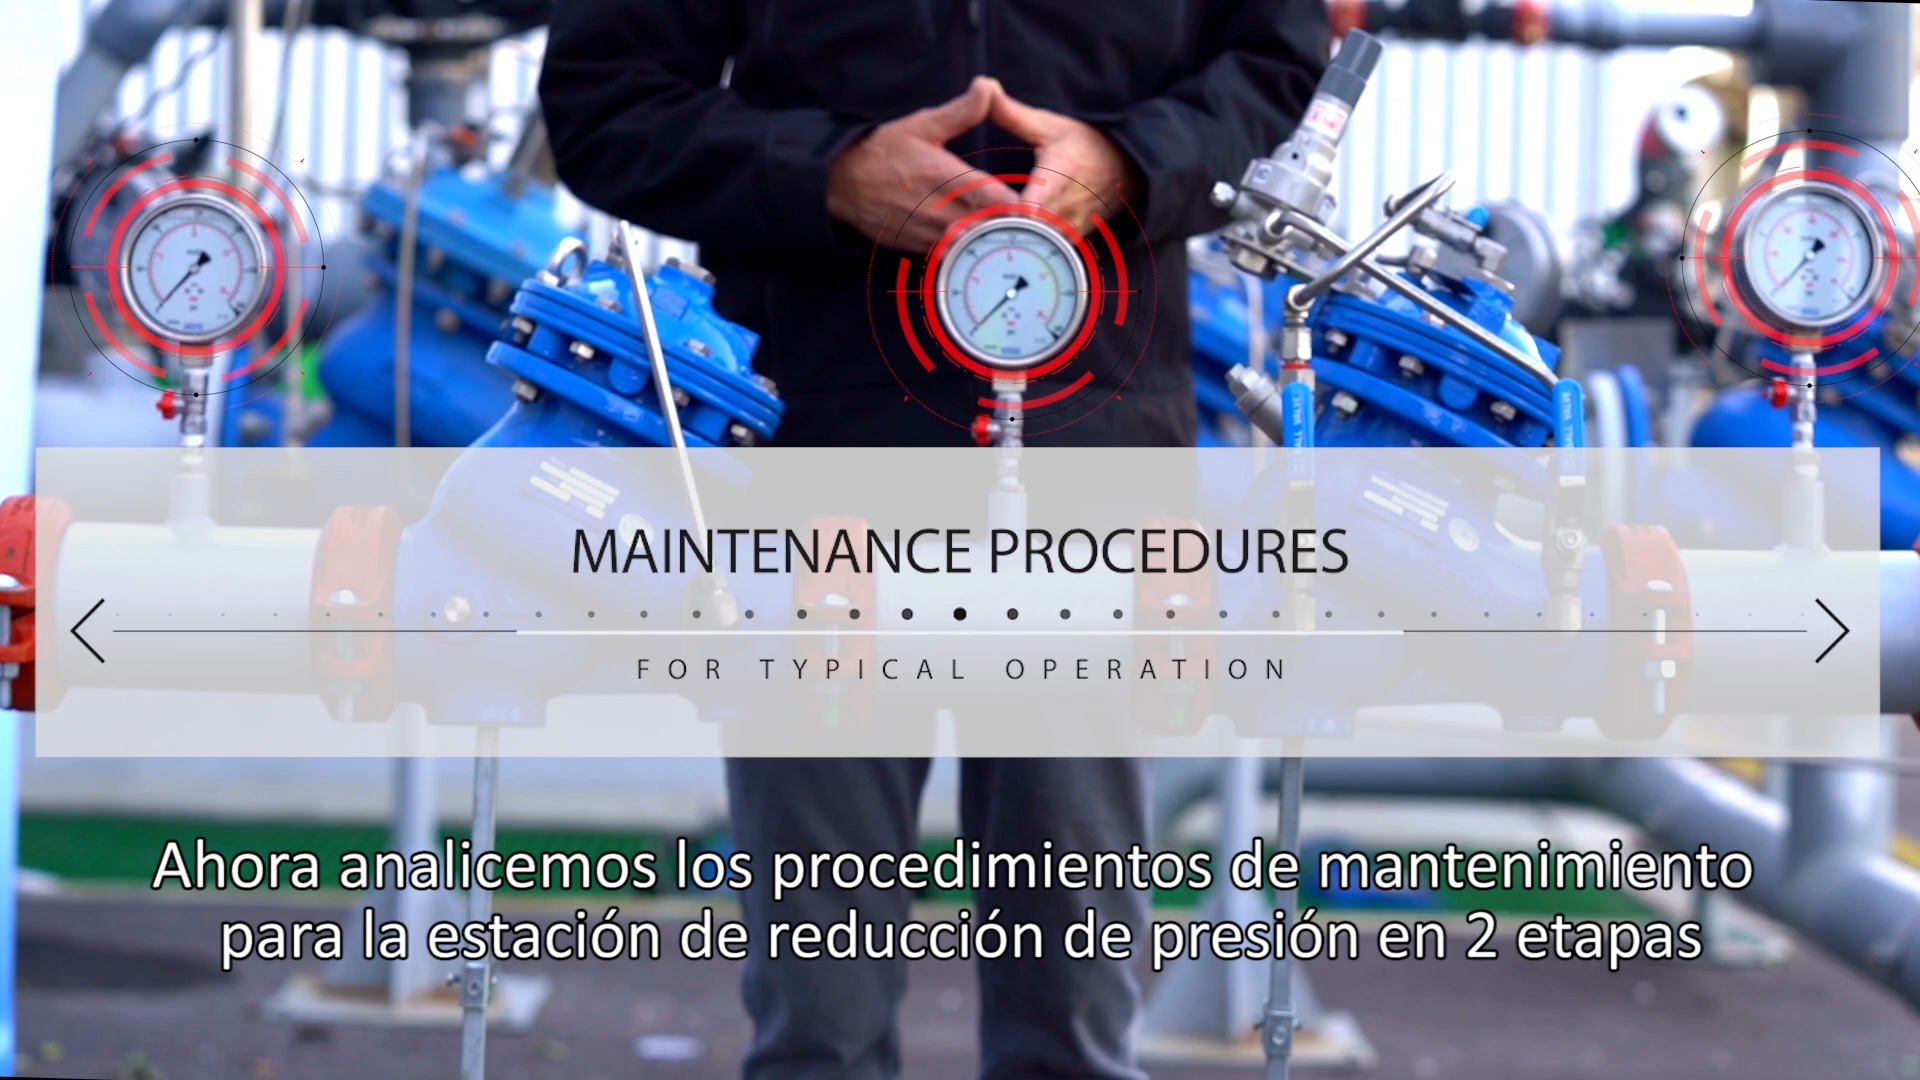 MAINTENANCE PROCEDURES
FOR TYPICAL OPERATION
Ahora analicemos los procedimientos de mantenimiento
para la estación de reducción de presión en 2 etapas